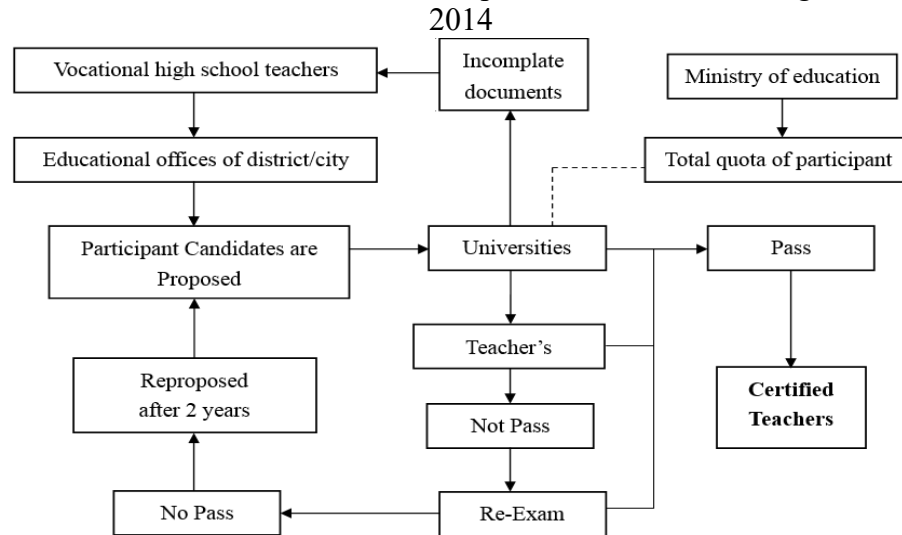 2014
Vocational high school teachers
Incomplate
documents
Ministry of education
Educational offices of district/city
Total quota of participant
Participant Candidates are
Proposed
Universities
Pass
Teacher's
Reproposed
after 2 years
Certified
Teachers
Not Pass
No Pass
Re-Exam